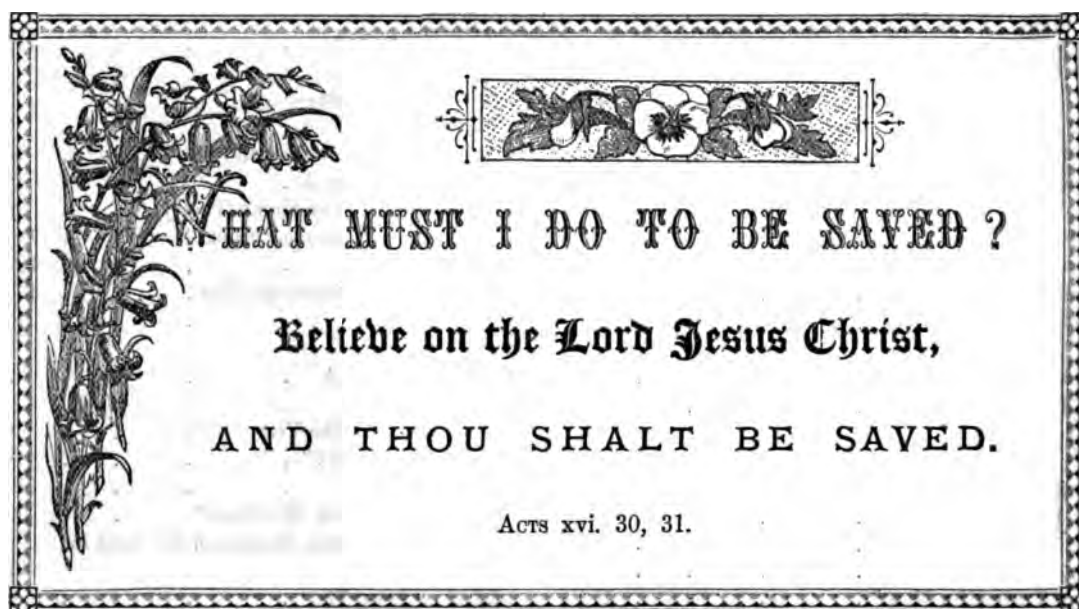 WHAT MUST I DO TO BE SAVED ?
Believe on the Lord Jesus Christ,
AND THOU SHALT BE SAVED.
ACTS xvi. 30, 31.